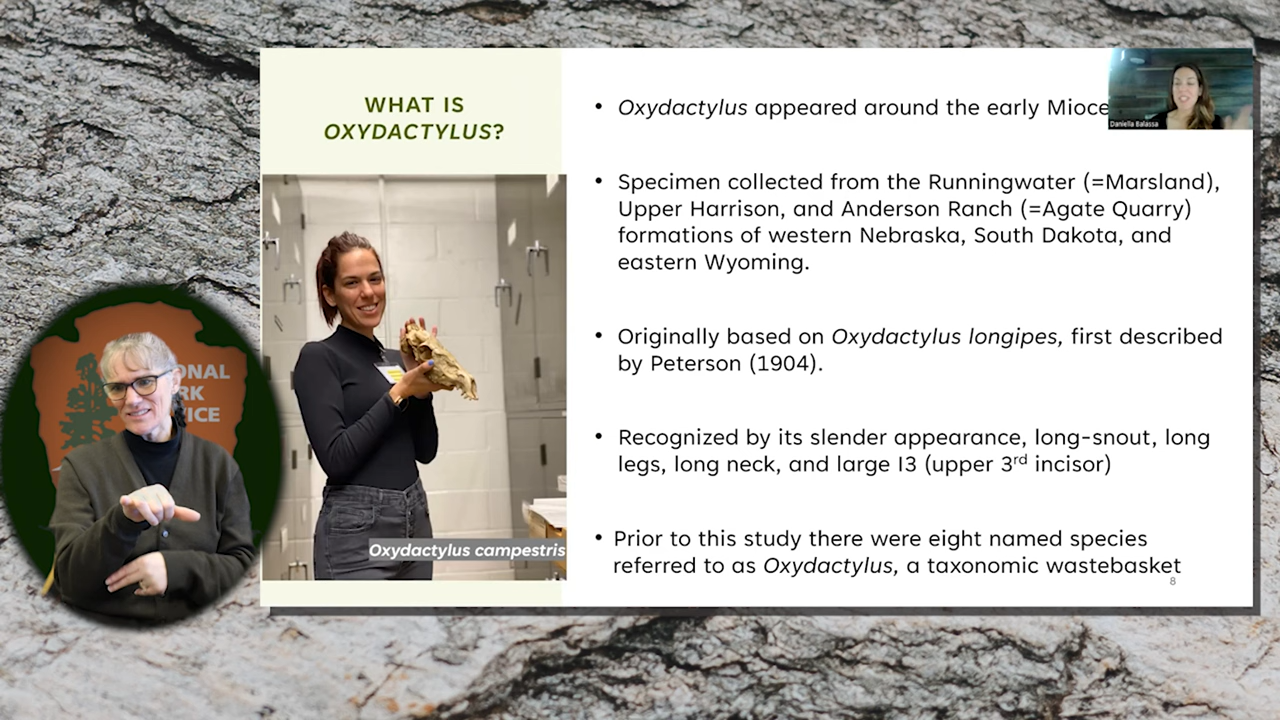 WHAT IS
OXYDACTYLUS?
• Oxydactylus appeared around the early
Daniella Balassa
• Specimen collected from the Runningwater (=Marsland),
Upper Harrison, and Anderson Ranch (=Agate Quarry)
formations of western Nebraska, South Dakota, and
eastern Wyoming.
• Originally based on Oxydactylus longipes, first described
by Peterson (1904).
• Recognized by its slender appearance, long-snout, long
legs, long neck, and large I3 (upper 3rd incisor)
• Prior to this study there were eight named species
referred to as Oxydactylus, a taxonomic wastebasket
8
Oxydactylus campestris